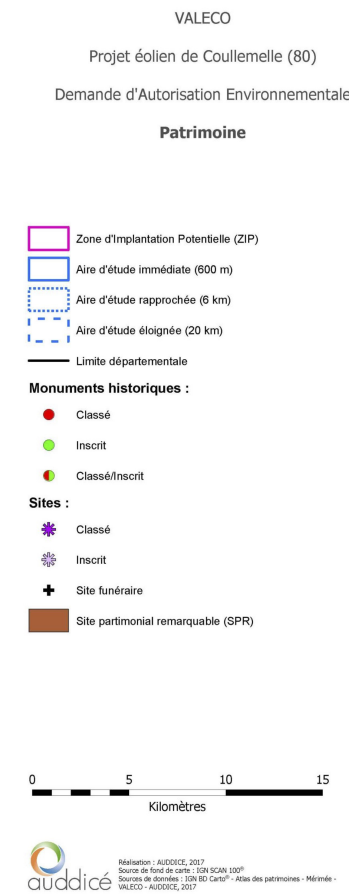 VALECO
Projet éolien de Coullemelle (80)
Demande d'Autorisation Environnementale
Patrimoine
Zone d'Implantation Potentielle (ZIP)
Aire d'étude immédiate (600 m)
Aire d'étude rapprochée (6 km)
Aire d'étude éloignée (20 km)
Limite départementale
Monuments historiques :
Classé
Inscrit
Classé/Inscrit
Sites :
Classé
Inscrit
Site funéraire
Site partimonial remarquable (SPR)
0 5 10 15
Kilomètres
auddicé
Réalisation : AUDDICE, 2017
Source de fond de carte : IGN SCAN 100®
Sources de données : IGN BD Carto® - Atlas des patrimoines - Mérimée -
VALECO - AUDDICE, 2017